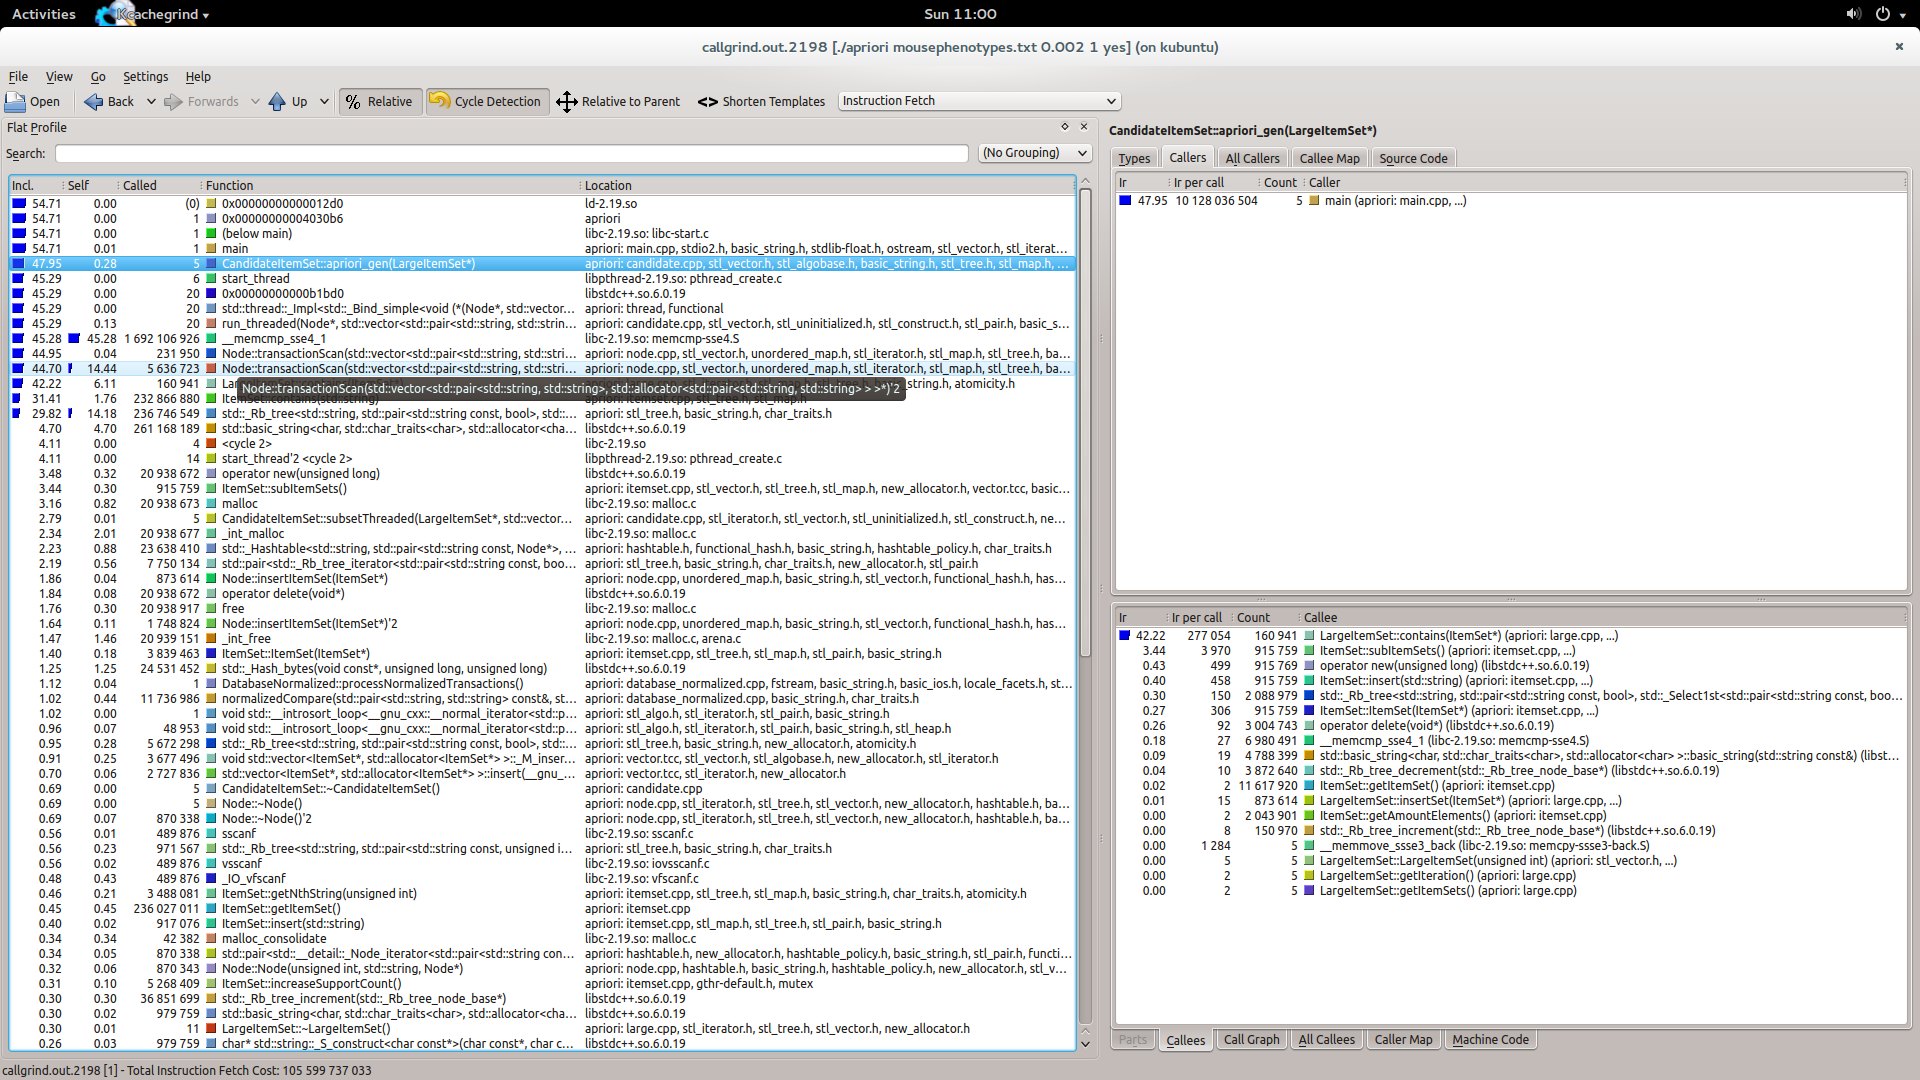 Activities Kcachegrind Sun 11:00
callgrind.out.2198 [./apriori mousephenotypes.txt 0.002 1 yes] (on kubuntu)
File View Go Settings Help
Open Back Forwards Up % Relative Cycle Detection Relative to Parent <> Shorten Templates Instruction Fetch
Flat Profile
Search: (No Grouping)
Incl. Self Called Function Location
54.71 0.00 (0) 0x00000000000012d0 ld-2.19.so
54.71 0.00 1 0x00000000004030b6 apriori
54.71 0.00 1 (below main) libc-2.19.so: libc-start.c
54.71 0.01 1 main apriori: main.cpp, stdio2.h, basic_string.h, stdlib-float.h, ostream, stl_vector.h, stl_iterat...
47.95 0.28 5 CandidateItemSet::apriori_gen(LargeItemSet*) apriori: candidate.cpp, stl_vector.h, stl_algobase.h, basic_string.h, stl_tree.h, stl_map.h, ...
45.29 0.00 6 start_thread libpthread-2.19.so: pthread_create.c
45.29 0.00 20 0x00000000000b1bd0 libstdc++.so.6.0.19
45.29 0.00 20 std::thread::_Impl<std::_Bind_simple<void (*(Node*, std::vector... apriori: thread, functional
45.29 0.13 20 run_threaded(Node*, std::vector<std::pair<std::string, std::strin... apriori: candidate.cpp, stl_vector.h, stl_uninitialized.h, stl_construct.h, stl_pair.h, basic_s...
45.28 45.28 1 692 106 926 __memcmp_sse4_1 libc-2.19.so: memcmp-sse4.S
44.95 0.04 231 950 Node::transactionScan(std::vector<std::pair<std::string, std::stri... apriori: node.cpp, stl_vector.h, unordered_map.h, stl_iterator.h, stl_map.h, stl_tree.h, ba...
44.70 14.44 5 636 723 Node::transactionScan(std::vector<std::pair<std::string, std::stri... apriori: node.cpp, stl_vector.h, unordered_map.h, stl_iterator.h, stl_map.h, stl_tree.h, ba...
42.22 6.11 160 941 string.h, atomicity.h
Node::transactionScan(std::vector<std::pair<std::string, std::string>, std::allocator<std::pair<std::string, std::string> > >*)'2
31.41 1.76 232 866 880 ItemSet::contains(std::string) apriori: itemset.cpp, stl_tree.h, stl_map.h
29.82 14.18 236 746 549 std::_Rb_tree<std::string, std::pair<std::string const, bool>, std::... apriori: stl_tree.h, basic_string.h, char_traits.h
4.70 4.70 261 168 189 std::basic_string<char, std::char_traits<char>, std::allocator<cha... libstdc++.so.6.0.19
4.11 0.00 4 <cycle 2> libc-2.19.so
4.11 0.00 14 start_thread'2 <cycle 2> libpthread-2.19.so: pthread_create.c
3.48 0.32 20 938 672 operator new(unsigned long) libstdc++.so.6.0.19
3.44 0.30 915 759 ItemSet::subItemSets() apriori: itemset.cpp, stl_vector.h, stl_tree.h, stl_map.h, new_allocator.h, vector.tcc, basic...
3.16 0.82 20 938 673 malloc libc-2.19.so: malloc.c
2.79 0.01 5 CandidateItemSet::subsetThreaded(LargeItemSet*, std::vector... apriori: candidate.cpp, stl_iterator.h, stl_vector.h, stl_uninitialized.h, stl_construct.h, ne...
2.34 2.01 20 938 677 _int_malloc libc-2.19.so: malloc.c
2.23 0.88 23 638 410 std::_Hashtable<std::string, std::pair<std::string const, Node*>, ... apriori: hashtable.h, functional_hash.h, basic_string.h, hashtable_policy.h, char_traits.h
2.19 0.56 7 750 134 std::pair<std::_Rb_tree_iterator<std::pair<std::string const, boo... apriori: stl_tree.h, basic_string.h, char_traits.h, new_allocator.h, stl_pair.h
1.86 0.04 873 614 Node::insertItemSet(ItemSet*) apriori: node.cpp, unordered_map.h, basic_string.h, stl_vector.h, functional_hash.h, has...
1.84 0.08 20 938 672 operator delete(void*) libstdc++.so.6.0.19
1.76 0.30 20 938 917 free libc-2.19.so: malloc.c
1.64 0.11 1 748 824 Node::insertItemSet(ItemSet*)'2 apriori: node.cpp, unordered_map.h, basic_string.h, stl_vector.h, functional_hash.h, has...
1.47 1.46 20 939 151 _int_free libc-2.19.so: malloc.c, arena.c
1.40 0.18 3 839 463 ItemSet::ItemSet(ItemSet*) apriori: itemset.cpp, stl_tree.h, stl_map.h, stl_pair.h, basic_string.h
1.25 1.25 24 531 452 std::_Hash_bytes(void const*, unsigned long, unsigned long) libstdc++.so.6.0.19
1.12 0.04 1 DatabaseNormalized::processNormalizedTransactions() apriori: database_normalized.cpp, fstream, basic_string.h, basic_ios.h, locale_facets.h, st...
1.02 0.44 11 736 986 normalizedCompare(std::pair<std::string, std::string> const&, st... apriori: database_normalized.cpp, basic_string.h, char_traits.h
1.02 0.00 1 void std::__introsort_loop<__gnu_cxx::__normal_iterator<std::p... apriori: stl_algo.h, stl_iterator.h, stl_pair.h, basic_string.h
0.96 0.07 48 953 void std::__introsort_loop<__gnu_cxx::__normal_iterator<std::p... apriori: stl_algo.h, stl_iterator.h, stl_pair.h, basic_string.h, stl_heap.h
0.95 0.28 5 672 298 std::_Rb_tree<std::string, std::pair<std::string const, bool>, std::... apriori: stl_tree.h, basic_string.h, new_allocator.h, atomicity.h
0.91 0.25 3 677 496 void std::vector<ItemSet*, std::allocator<ItemSet*> >::_M_inser... apriori: vector.tcc, stl_vector.h, stl_algobase.h, new_allocator.h, stl_iterator.h
0.70 0.06 2 727 836 std::vector<ItemSet*, std::allocator<ItemSet*> >::insert(__gnu_... apriori: vector.tcc, stl_iterator.h, new_allocator.h
0.69 0.00 5 CandidateItemSet::~CandidateItemSet() apriori: candidate.cpp
0.69 0.00 5 Node::~Node() apriori: node.cpp, stl_iterator.h, stl_tree.h, stl_vector.h, new_allocator.h, hashtable.h, ba...
0.69 0.07 870 338 Node::~Node()'2 apriori: node.cpp, stl_iterator.h, stl_tree.h, stl_vector.h, new_allocator.h, hashtable.h, ba...
0.56 0.01 489 876 sscanf libc-2.19.so: sscanf.c
0.56 0.23 971 567 std::_Rb_tree<std::string, std::pair<std::string const, unsigned i... apriori: stl_tree.h, basic_string.h, char_traits.h
0.56 0.02 489 876 vsscanf libc-2.19.so: iovsscanf.c
0.48 0.43 489 876 _IO_vfscanf libc-2.19.so: vfscanf.c
0.46 0.21 3 488 081 ItemSet::getNthString(unsigned int) apriori: itemset.cpp, stl_tree.h, stl_map.h, basic_string.h, char_traits.h, atomicity.h
0.45 0.45 236 027 011 ItemSet::getItemSet() apriori: itemset.cpp
0.40 0.02 917 076 ItemSet::insert(std::string) apriori: itemset.cpp, stl_map.h, stl_tree.h, stl_pair.h, basic_string.h
0.34 0.34 42 382 malloc_consolidate libc-2.19.so: malloc.c
0.34 0.05 870 338 std::pair<std::__detail::_Node_iterator<std::pair<std::string con... apriori: hashtable.h, new_allocator.h, hashtable_policy.h, basic_string.h, stl_pair.h, functi...
0.32 0.06 870 343 Node::Node(unsigned int, std::string, Node*) apriori: node.cpp, hashtable.h, basic_string.h, hashtable_policy.h, new_allocator.h, stl_v...
0.31 0.10 5 268 409 ItemSet::increaseSupportCount() apriori: itemset.cpp, gthr-default.h, mutex
0.30 0.30 36 851 699 std::_Rb_tree_increment(std::_Rb_tree_node_base*) libstdc++.so.6.0.19
0.30 0.02 979 759 std::basic_string<char, std::char_traits<char>, std::allocator<cha... libstdc++.so.6.0.19
0.30 0.01 11 LargeItemSet::~LargeItemSet() apriori: large.cpp, stl_iterator.h, stl_tree.h, stl_vector.h, new_allocator.h
0.26 0.03 979 759 char* std::string::_S_construct<char const*>(char const*, char c... libstdc++.so.6.0.19
callgrind.out.2198 [1] - Total Instruction Fetch Cost: 105 599 737 033
CandidateItemSet::apriori_gen(LargeItemSet*)
Types Callers All Callers Callee Map Source Code
Ir Ir per call Count Caller
47.95 10 128 036 504 5 main (apriori: main.cpp, ...)
Ir Ir per call Count Callee
42.22 277 054 160 941 LargeItemSet::contains(ItemSet*) (apriori: large.cpp, ...)
3.44 3 970 915 759 ItemSet::subItemSets() (apriori: itemset.cpp, ...)
0.43 499 915 769 operator new(unsigned long) (libstdc++.so.6.0.19)
0.40 458 915 759 ItemSet::insert(std::string) (apriori: itemset.cpp, ...)
0.30 150 2 088 979 std::_Rb_tree<std::string, std::pair<std::string const, bool>, std::_Select1st<std::pair<std::string const, boo...
0.27 306 915 759 ItemSet::ItemSet(ItemSet*) (apriori: itemset.cpp, ...)
0.26 92 3 004 743 operator delete(void*) (libstdc++.so.6.0.19)
0.18 27 6 980 491 __memcmp_sse4_1 (libc-2.19.so: memcmp-sse4.S)
0.09 19 4 788 399 std::basic_string<char, std::char_traits<char>, std::allocator<char> >::basic_string(std::string const&) (libst...
0.04 10 3 872 640 std::_Rb_tree_decrement(std::_Rb_tree_node_base*) (libstdc++.so.6.0.19)
0.02 2 11 617 920 ItemSet::getItemSet() (apriori: itemset.cpp)
0.01 15 873 614 LargeItemSet::insertSet(ItemSet*) (apriori: large.cpp, ...)
0.00 2 2 043 901 ItemSet::getAmountElements() (apriori: itemset.cpp)
0.00 8 150 970 std::_Rb_tree_increment(std::_Rb_tree_node_base*) (libstdc++.so.6.0.19)
0.00 1 284 5 __memmove_ssse3_back (libc-2.19.so: memcpy-ssse3-back.S)
0.00 5 5 LargeItemSet::LargeItemSet(unsigned int) (apriori: stl_vector.h, ...)
0.00 2 5 LargeItemSet::getIteration() (apriori: large.cpp)
0.00 2 5 LargeItemSet::getItemSets() (apriori: large.cpp)
Parts Callees Call Graph All Callees Caller Map Machine Code